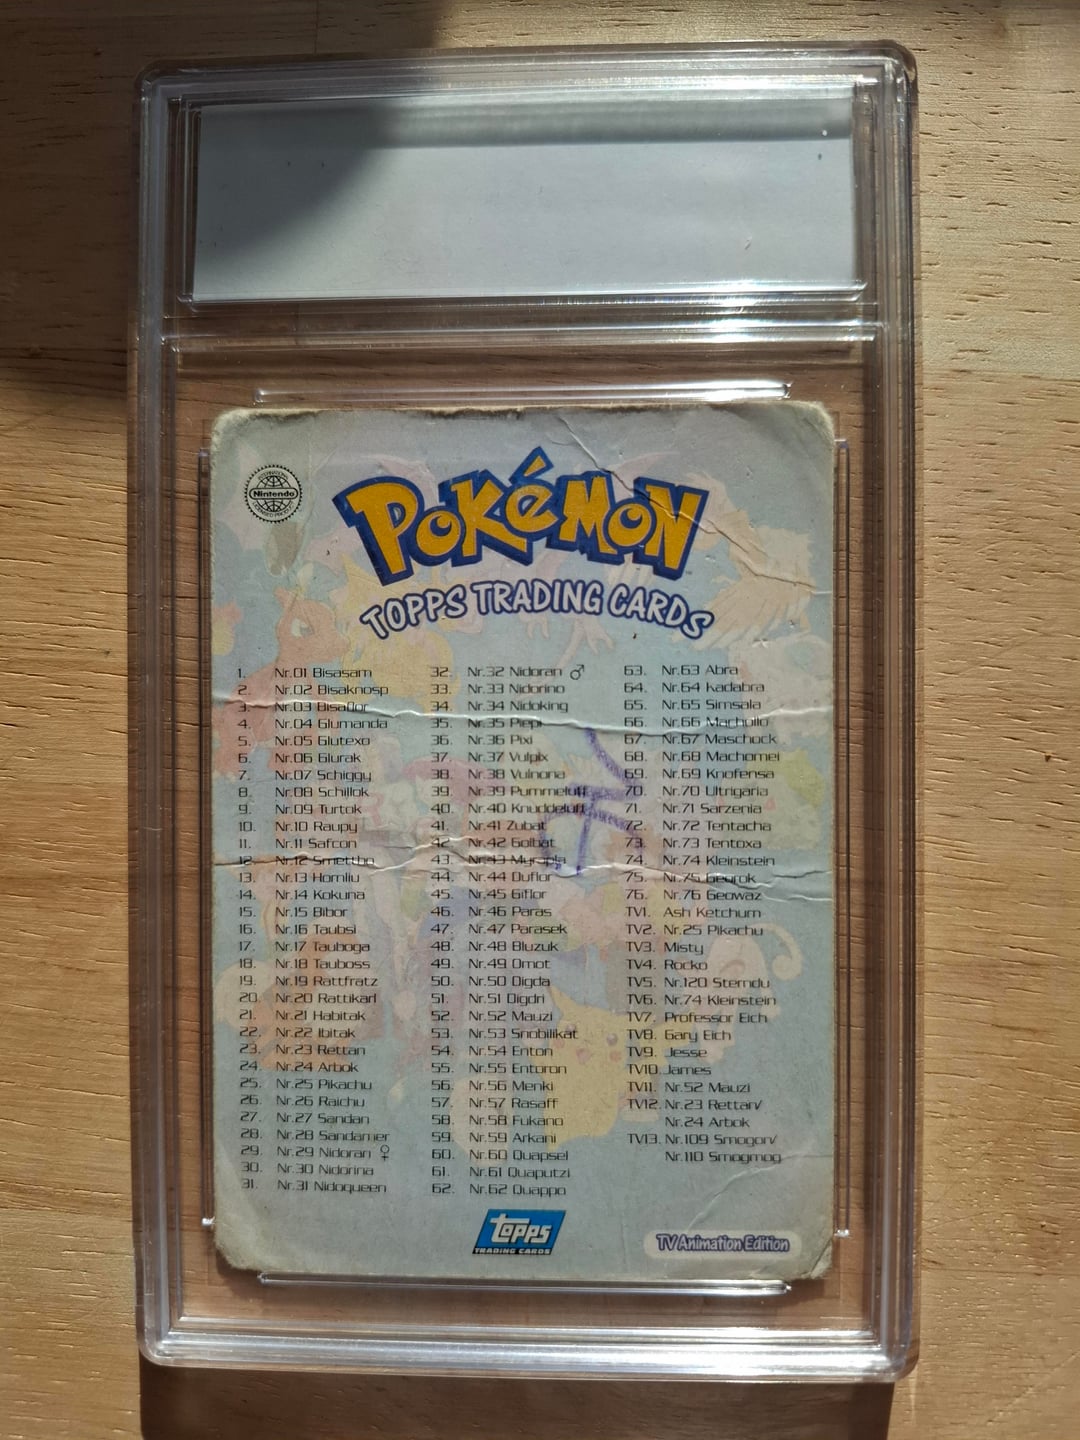 INTERNATIONAL
Nintendo
LICENSED PRODUCT
POKéMON
TOPPS TRADING CARDS
1. Nr.01 Bisasam
2. Nr.02 Bisaknosp
3. Nr.03 Bisaflor
4. Nr.04 Glumanda
5. Nr.05 Glutexo
6. Nr.06 Glurak
7. Nr.07 Schiggy
8. Nr.08 Schillok
9. Nr.09 Turtok
10. Nr.10 Raupy
11. Nr.11 Safcon
12. Nr.12 Smettbo
13. Nr.13 Hornliu
14. Nr.14 Kokuna
15. Nr.15 Bibor
16. Nr.16 Taubsi
17. Nr.17 Tauboga
18. Nr.18 Tauboss
19. Nr.19 Rattfratz
20. Nr.20 Rattikarl
21. Nr.21 Habitak
22. Nr.22 Ibitak
23. Nr.23 Rettan
24. Nr.24 Arbok
25. Nr.25 Pikachu
26. Nr.26 Raichu
27. Nr.27 Sandan
28. Nr.28 Sandamer
29. Nr.29 Nidoran ♀
30. Nr.30 Nidorina
31. Nr.31 Nidoqueen
32. Nr.32 Nidoran ♂
33. Nr.33 Nidorino
34. Nr.34 Nidoking
35. Nr.35 Piepi
36. Nr.36 Pixi
37. Nr.37 Vulpix
38. Nr.38 Vulnona
39. Nr.39 Pummeluff
40. Nr.40 Knuddeluff
41. Nr.41 Zubat
42. Nr.42 Golbat
43. Nr.43 Myrapla
44. Nr.44 Duflor
45. Nr.45 Giflor
46. Nr.46 Paras
47. Nr.47 Parasek
48. Nr.48 Bluzuk
49. Nr.49 Omot
50. Nr.50 Digda
51. Nr.51 Digdri
52. Nr.52 Mauzi
53. Nr.53 Snobilikat
54. Nr.54 Enton
55. Nr.55 Entoron
56. Nr.56 Menki
57. Nr.57 Rasaff
58. Nr.58 Fukano
59. Nr.59 Arkani
60. Nr.60 Quapsel
61. Nr.61 Quaputzi
62. Nr.62 Quappo
63. Nr.63 Abra
64. Nr.64 Kadabra
65. Nr.65 Simsala
66. Nr.66 Machollo
67. Nr.67 Maschock
68. Nr.68 Machomei
69. Nr.69 Knofensa
70. Nr.70 Ultrigaria
71. Nr.71 Sarzenia
72. Nr.72 Tentacha
73. Nr.73 Tentoxa
74. Nr.74 Kleinstein
75. Nr.75 Georok
76. Nr.76 Geowaz
TV1. Ash Ketchum
TV2. Nr.25 Pikachu
TV3. Misty
TV4. Rocko
TV5. Nr.120 Sterndu
TV6. Nr.74 Kleinstein
TV7. Professor Eich
TV8. Gary Eich
TV9. Jesse
TV10. James
TV11. Nr.52 Mauzi
TV12. Nr.23 Rettan/
Nr.24 Arbok
TV13. Nr.109 Smogon/
Nr.110 Smogmog
topps
TRADING CARDS
TV Animation Edition